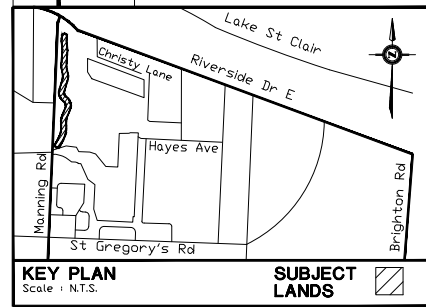 Lake St Clair
Riverside Dr E
Christy Lane
N
Hayes Ave
Manning Rd
Brighton Rd
St Gregory's Rd
KEY PLAN
Scale : N.T.S.
SUBJECT
LANDS